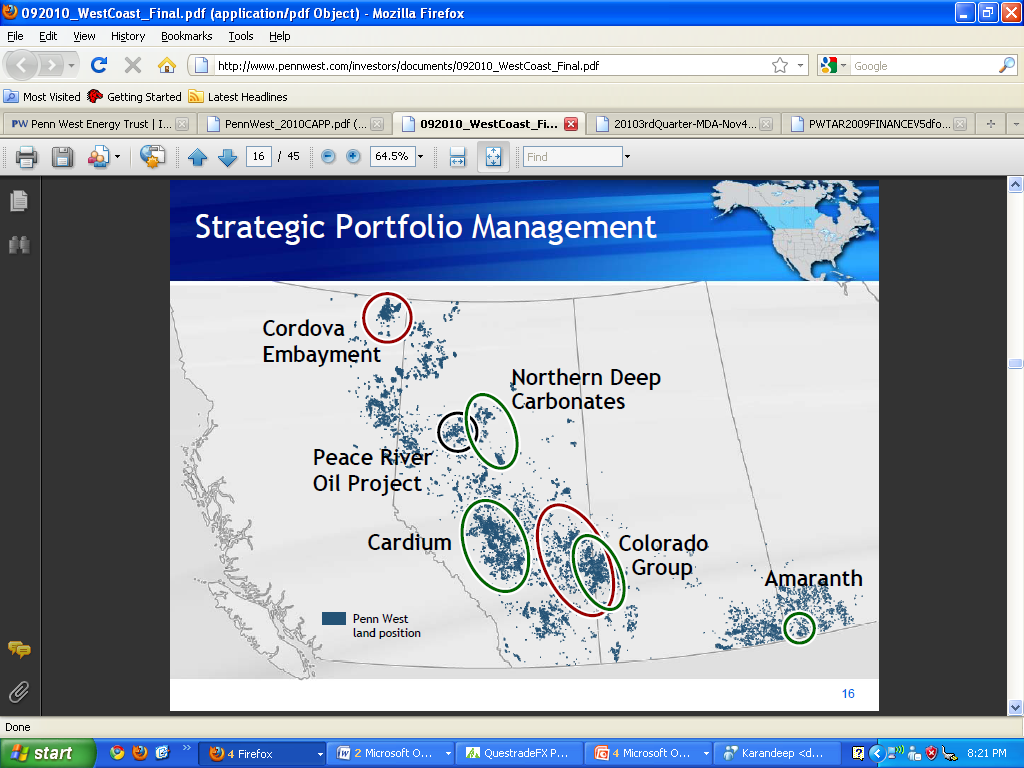 092010_WestCoast_Final.pdf (application/pdf Object) - Mozilla Firefox
File Edit View History Bookmarks Tools Help
http://www.pennwest.com/investors/documents/092010_WestCoast_Final.pdf
Google
Most Visited Getting Started Latest Headlines
PW Penn West Energy Trust | I...
PennWest_2010CAPP.pdf (...
092010_WestCoast_Fi...
20103rdQuarter-MDA-Nov4...
PWTAR2009FINANCEV5dfo...
16 / 45
64.5%
Find
Strategic Portfolio Management
Cordova
Embayment
Northern Deep
Carbonates
Peace River
Oil Project
Cardium
Colorado
Group
Amaranth
Penn West
land position
16
Done
start
4 Firefox
2 Microsoft O...
QuestradeFX P...
4 Microsoft O...
Karandeep <d...
8:21 PM